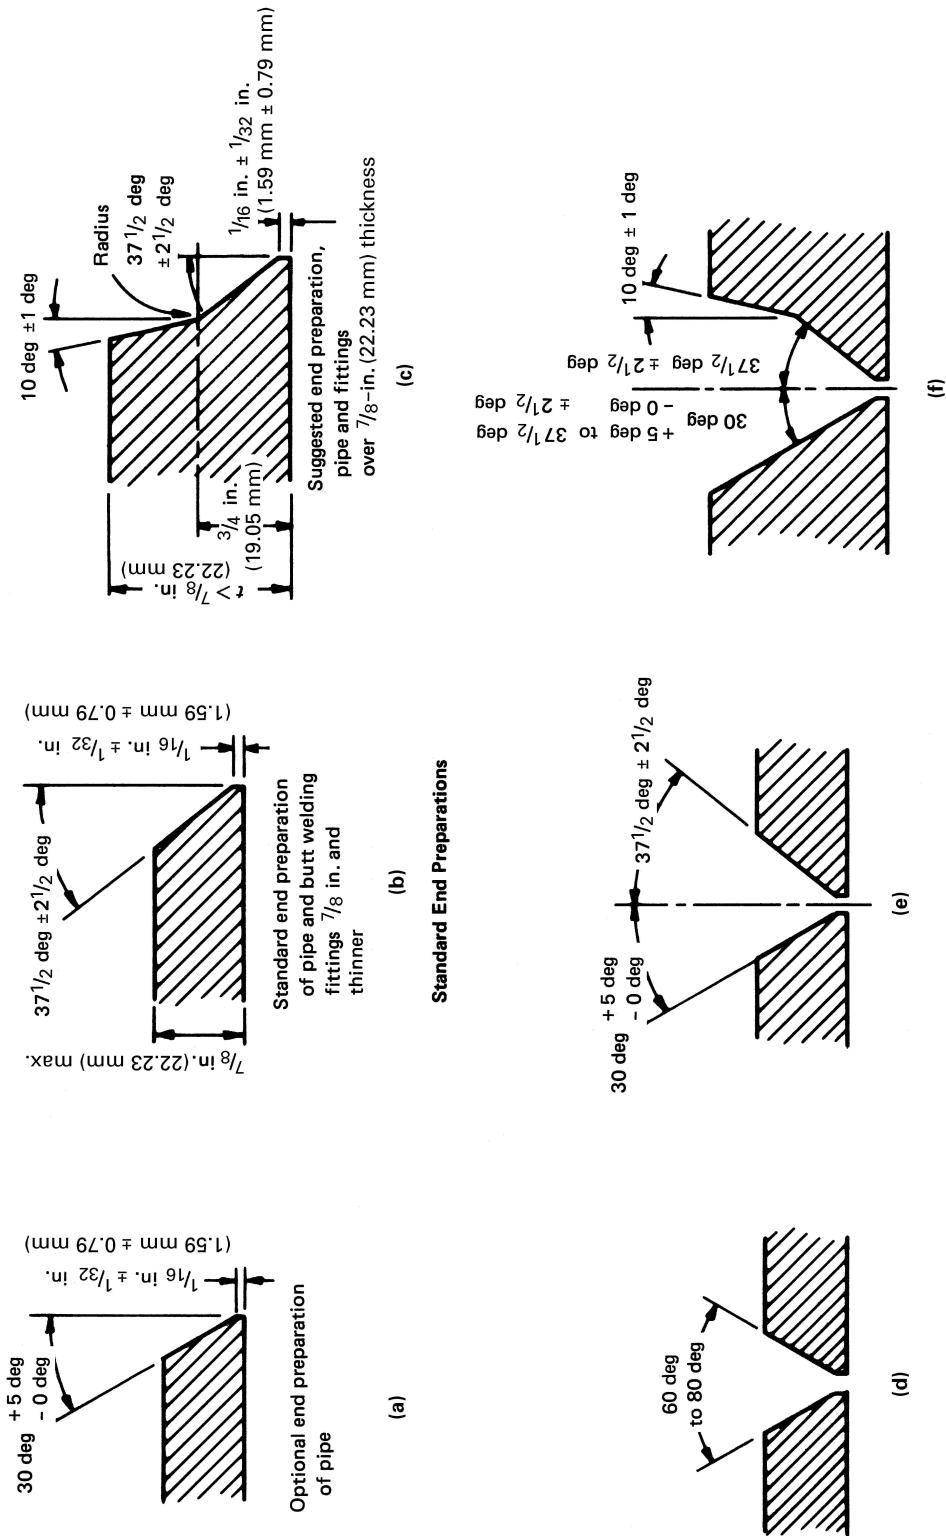 30 deg +5 deg
– 0 deg
1/16 in. ± 1/32 in.
(1.59 mm ± 0.79 mm)
Optional end preparation
of pipe
(a)
37 1/2 deg ± 2 1/2 deg
7/8 in. (22.23 mm) max.
1/16 in. ± 1/32 in.
(1.59 mm ± 0.79 mm)
Standard end preparation
of pipe and butt welding
fittings 7/8 in. and
thinner
(b)
10 deg ±1 deg
Radius
37 1/2 deg
± 2 1/2 deg
1/16 in. ± 1/32 in.
(1.59 mm ± 0.79 mm)
t > 7/8 in.
(22.23 mm)
3/4 in.
(19.05 mm)
Suggested end preparation,
pipe and fittings
over 7/8-in. (22.23 mm) thickness
(c)
Standard End Preparations
60 deg
to 80 deg
(d)
30 deg + 5 deg
– 0 deg
37 1/2 deg ± 2 1/2 deg
(e)
30 deg +5 deg to 37 1/2 deg
– 0 deg ± 2 1/2 deg
37 1/2 deg ± 2 1/2 deg
10 deg ± 1 deg
(f)